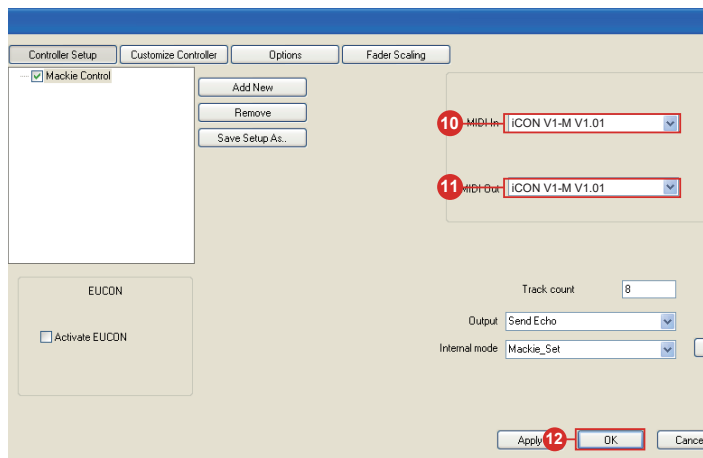 Controller Setup Customize Controller Options Fader Scaling
Mackie Control
Add New
Remove
Save Setup As..
10 MIDI In iCON V1-M V1.01
11 MIDI Out iCON V1-M V1.01
EUCON
Activate EUCON
Track count 8
Output Send Echo
Internal mode Mackie_Set
Apply 12 OK Cance